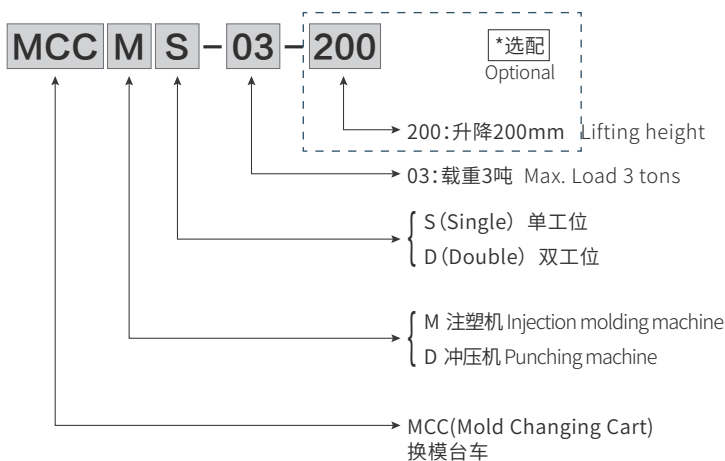 MCC M S - 03 - 200
*选配
Optional
200:升降200mm Lifting height
03:载重3吨 Max. Load 3 tons
S(Single) 单工位
D(Double) 双工位
M 注塑机 Injection molding machine
D 冲压机 Punching machine
MCC(Mold Changing Cart)
换模台车